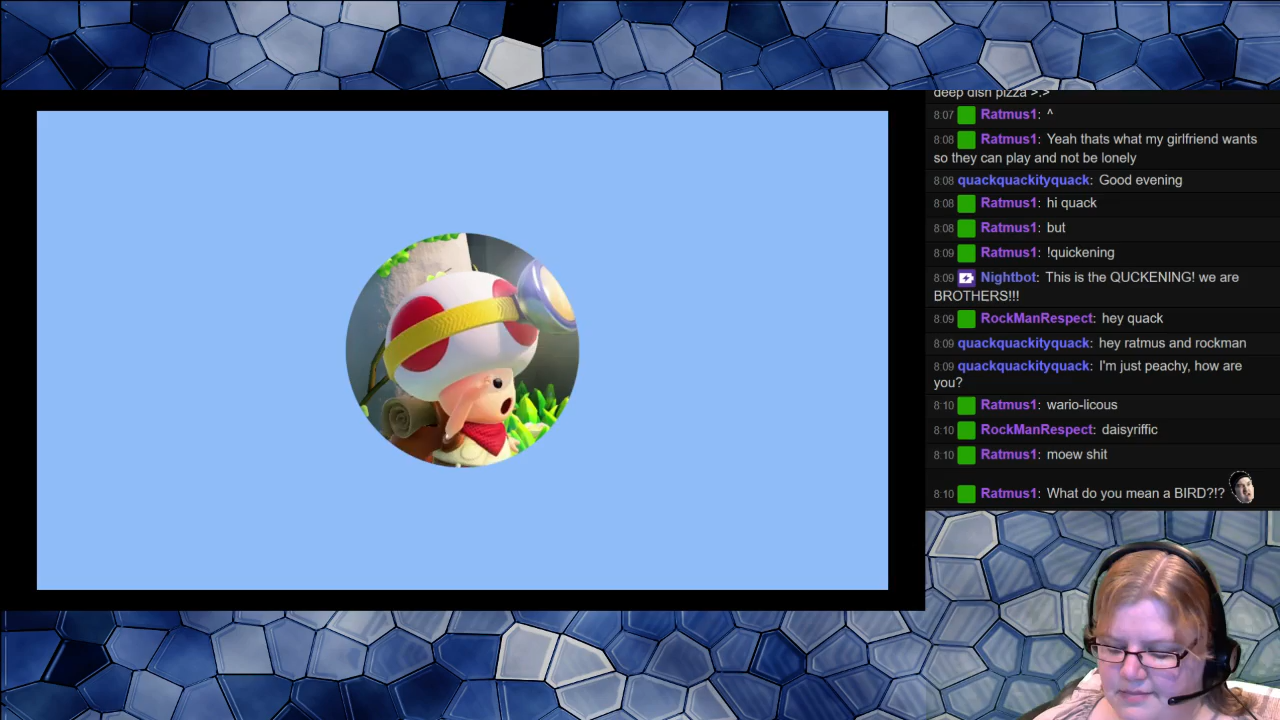 deep dish pizza >.>
8:07 Ratmus1: ^
8:08 Ratmus1: Yeah thats what my girlfriend wants
so they can play and not be lonely
8:08 quackquackityquack: Good evening
8:08 Ratmus1: hi quack
8:08 Ratmus1: but
8:09 Ratmus1: !quickening
8:09 Nightbot: This is the QUCKENING! we are
BROTHERS!!!
8:09 RockManRespect: hey quack
8:09 quackquackityquack: hey ratmus and rockman
8:09 quackquackityquack: I'm just peachy, how are
you?
8:10 Ratmus1: wario-licous
8:10 RockManRespect: daisyriffic
8:10 Ratmus1: moew shit
8:10 Ratmus1: What do you mean a BIRD?!?